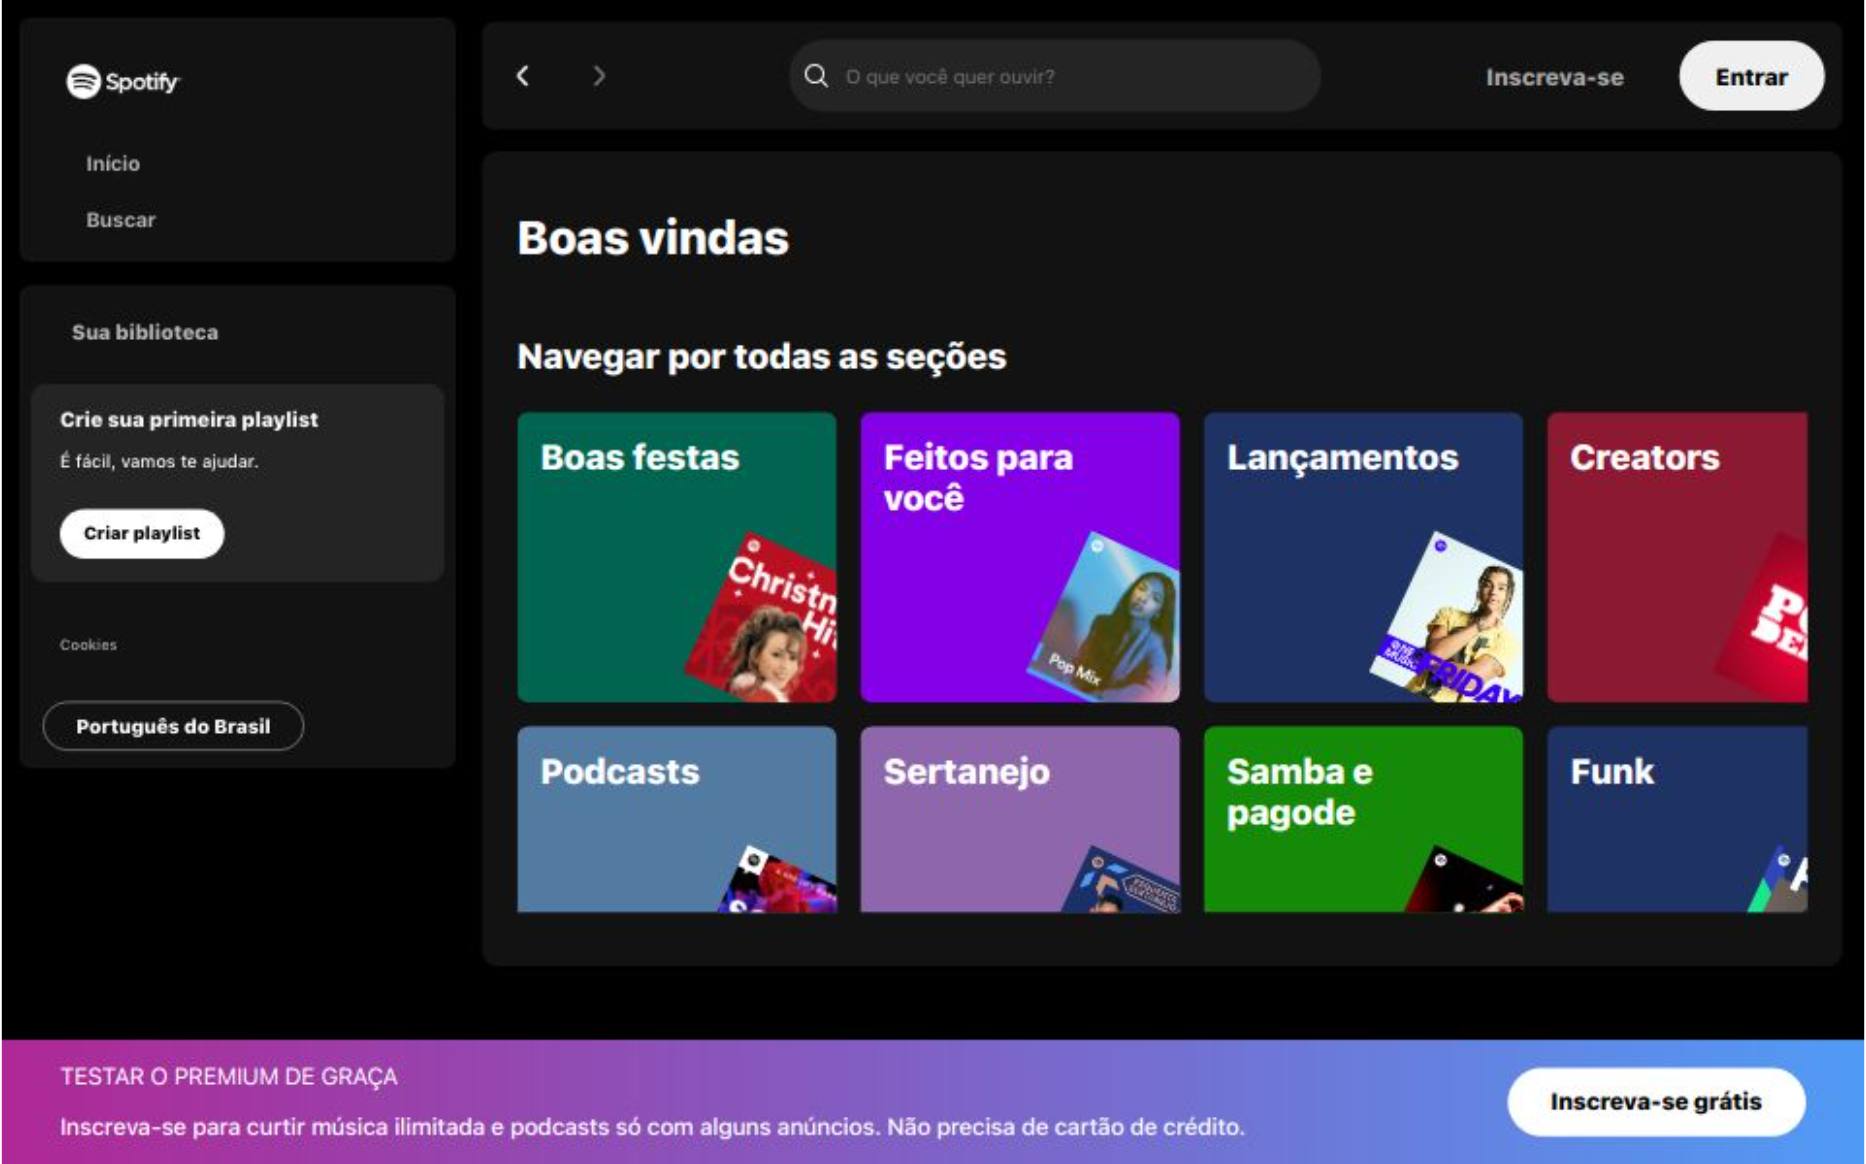 Spotify
Início
Buscar
Sua biblioteca
Crie sua primeira playlist
É fácil, vamos te ajudar.
Criar playlist
Cookies
Português do Brasil
O que você quer ouvir?
Inscreva-se
Entrar
Boas vindas
Navegar por todas as seções
Boas festas
Christm
Hi
Feitos para
você
Pop Mix
Lançamentos
MUSIC
FRIDAY
Creators
P
DE
Podcasts
Sertanejo
Samba e
pagode
Funk
A
TESTAR O PREMIUM DE GRAÇA
Inscreva-se para curtir música ilimitada e podcasts só com alguns anúncios. Não precisa de cartão de crédito.
Inscreva-se grátis